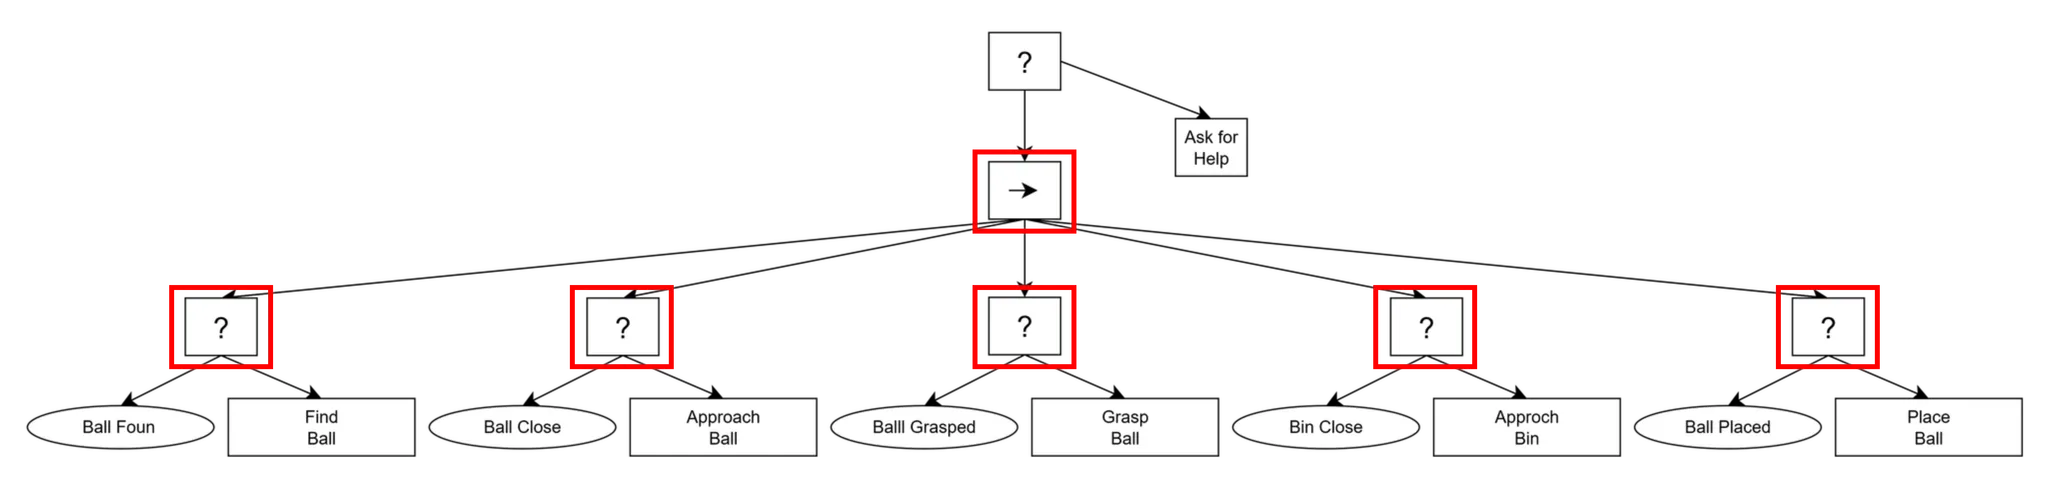 ?
Ask for
Help
→
?
?
?
?
?
Ball Foun
Find
Ball
Ball Close
Approach
Ball
Balll Grasped
Grasp
Ball
Bin Close
Approch
Bin
Ball Placed
Place
Ball